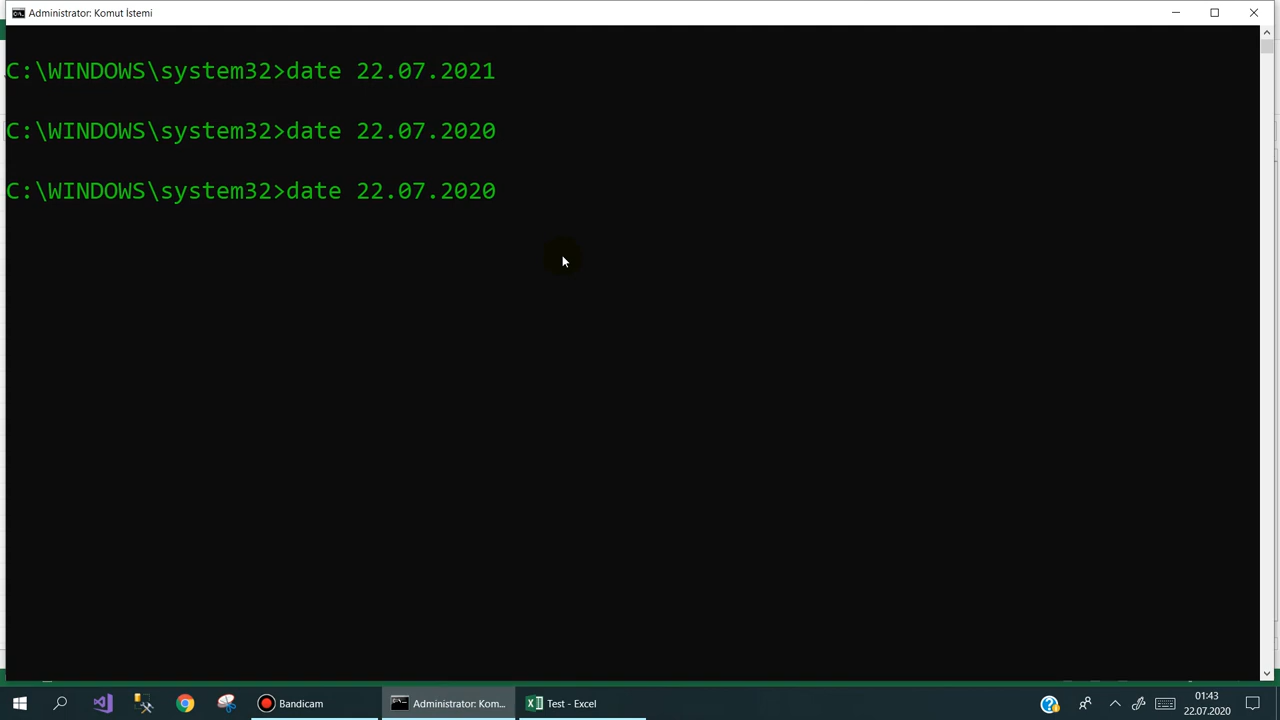 Administrator: Komut İstemi
C:\WINDOWS\system32>date 22.07.2021
C:\WINDOWS\system32>date 22.07.2020
C:\WINDOWS\system32>date 22.07.2020
Bandicam
Administrator: Kom...
Test - Excel
01:43
22.07.2020